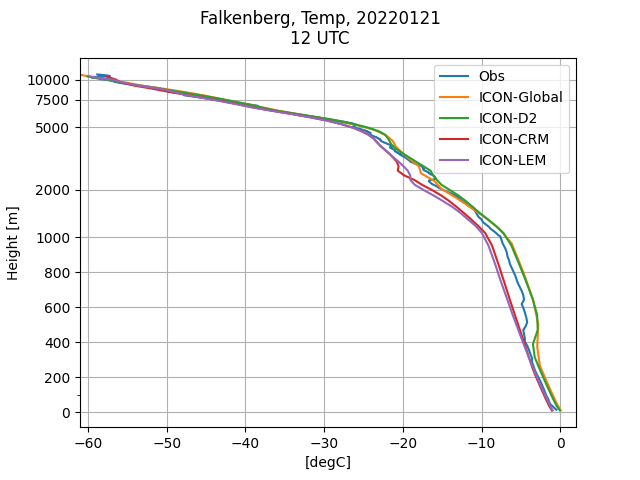 Falkenberg, Temp, 20220121
12 UTC
Obs
ICON-Global
ICON-D2
ICON-CRM
ICON-LEM
10000
7500
5000
2000
1000
800
600
400
200
0
Height [m]
−60
−50
−40
−30
−20
−10
0
[degC]